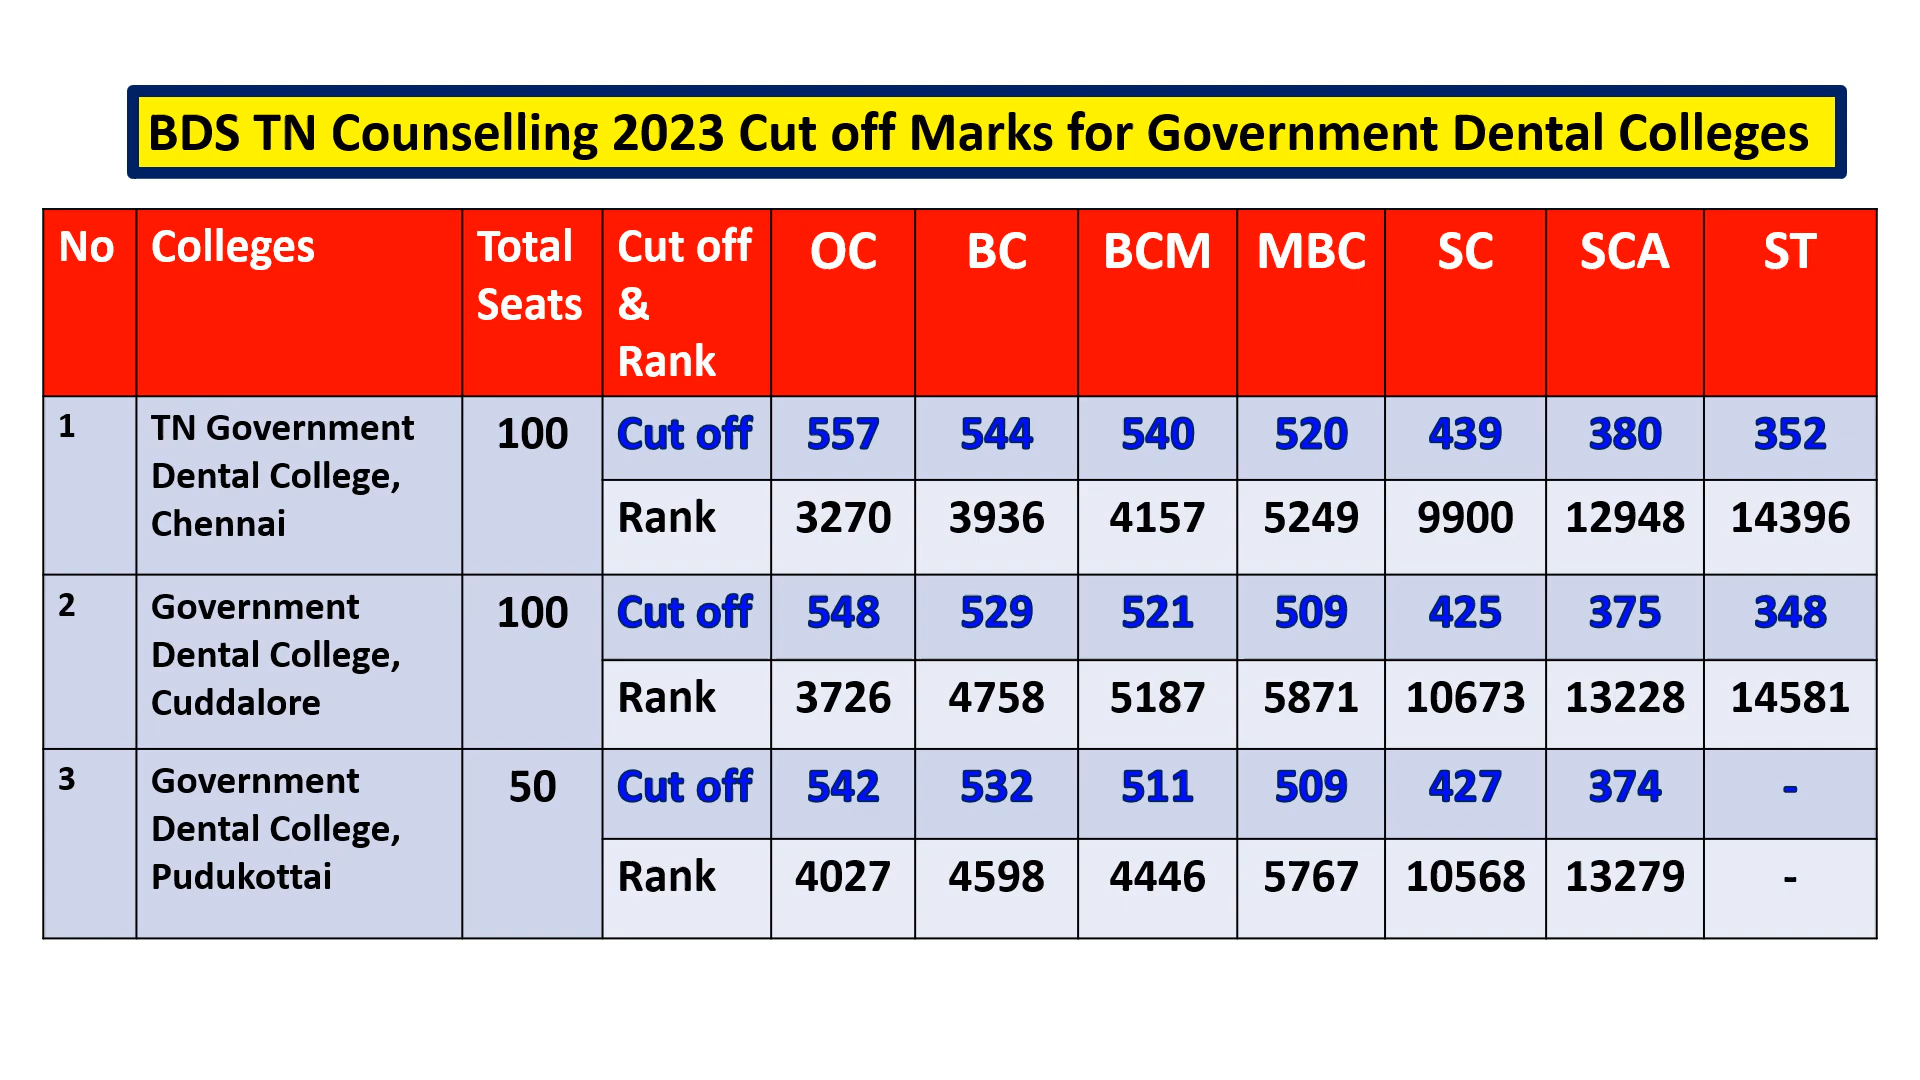 BDS TN Counselling 2023 Cut off Marks for Government Dental Colleges
No Colleges Total Seats Cut off & Rank OC BC BCM MBC SC SCA ST
1 TN Government Dental College, Chennai 100 Cut off 557 544 540 520 439 380 352
Rank 3270 3936 4157 5249 9900 12948 14396
2 Government Dental College, Cuddalore 100 Cut off 548 529 521 509 425 375 348
Rank 3726 4758 5187 5871 10673 13228 14581
3 Government Dental College, Pudukottai 50 Cut off 542 532 511 509 427 374 -
Rank 4027 4598 4446 5767 10568 13279 -